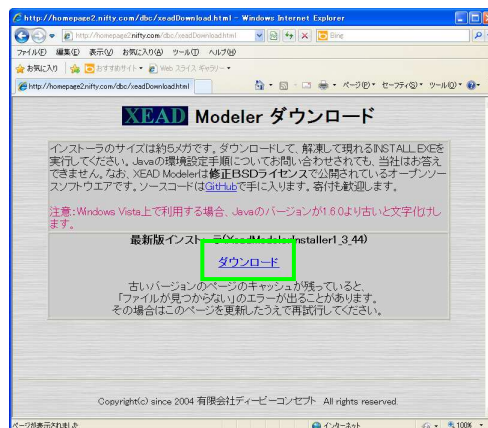 http://homepage2.nifty.com/dbc/xeadDownload.html - Windows Internet Explorer
http://homepage2.nifty.com/dbc/xeadDownload.html
Bing
ファイル(F) 編集(E) 表示(V) お気に入り(A) ツール(T) ヘルプ(H)
お気に入り おすすめサイト Web スライス ギャラリー
http://homepage2.nifty.com/dbc/xeadDownload.html
ページ(P) セーフティ(S) ツール(O)
XEAD Modeler ダウンロード
インストーラのサイズは約5メガです。ダウンロードして、解凍して現れるINSTALL.EXEを
実行してください。Javaの環境設定手順についてお問い合わせされても、当社はお答え
できません。なお、XEAD Modelerは修正BSDライセンスで公開されているオープンソー
スソフトウエアです。ソースコードはGitHubで手に入ります。寄付も歓迎します。
注意:Windows Vista上で利用する場合、Javaのバージョンが1.6.0より古いと文字化けし
ます。
最新版インストーラ(XeadModelerInstaller1_3_44)
ダウンロード
古いバージョンのページのキャッシュが残っていると、
「ファイルが見つからない」のエラーが出ることがあります。
その場合はこのページを更新したうえで再試行してください。
Copyright(c) since 2004 有限会社ディービーコンセプト All rights reserved.
ページが表示されました
インターネット
100%